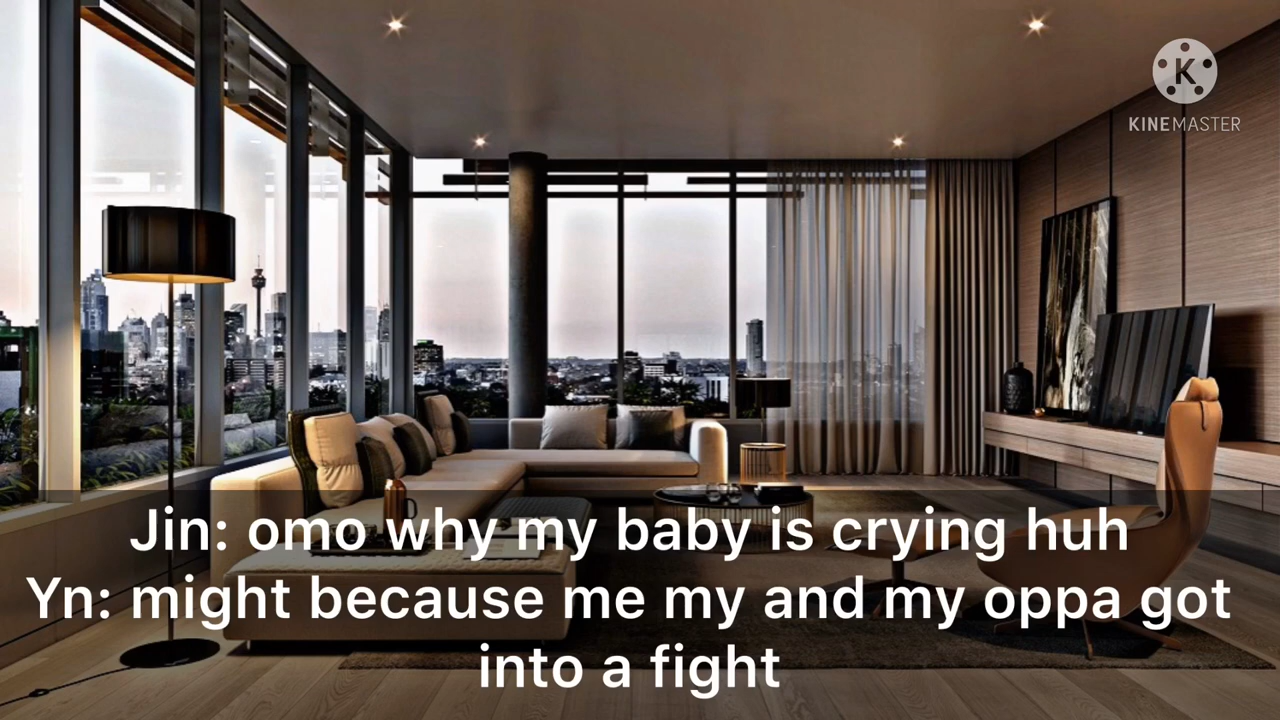 KINEMASTER
Jin: omo why my baby is crying huh
Yn: might because me my and my oppa got
into a fight